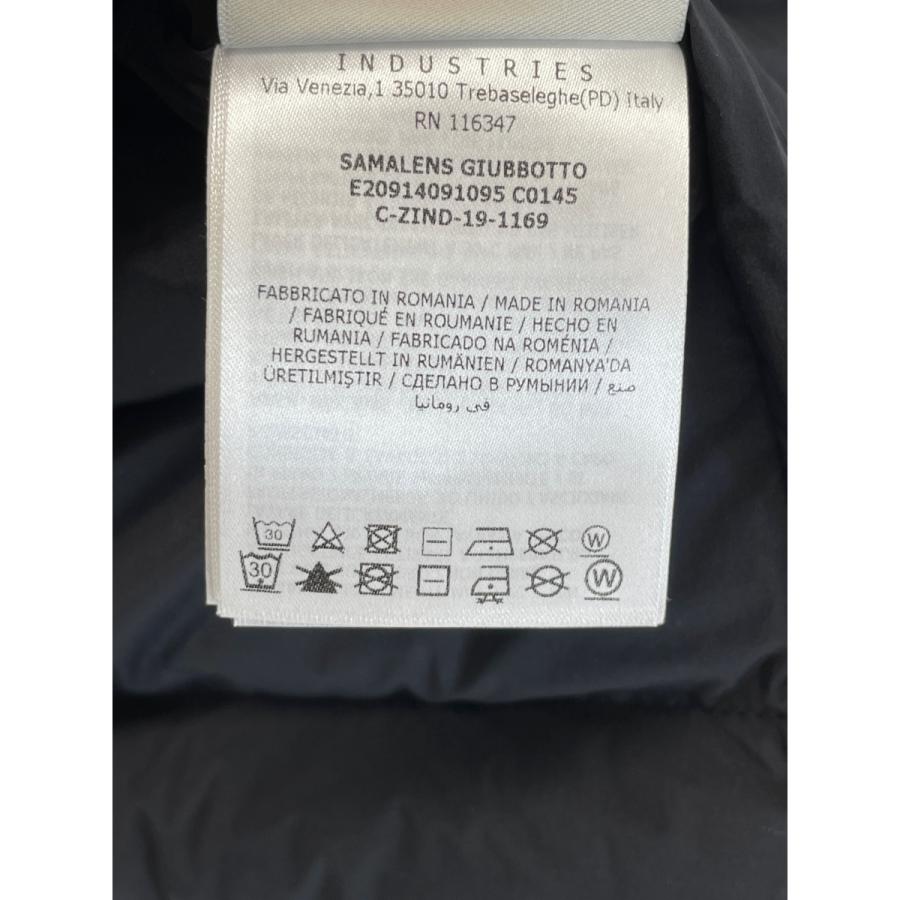 INDUSTRIES
Via Venezia,1 35010 Trebaseleghe(PD) Italy
RN 116347
SAMALENS GIUBBOTTO
E20914091095 C0145
C-ZIND-19-1169
FABBRICATO IN ROMANIA / MADE IN ROMANIA
/ FABRIQUÉ EN ROUMANIE / HECHO EN
RUMANIA / FABRICADO NA ROMÉNIA /
HERGESTELLT IN RUMÄNIEN / ROMANYA'DA
ÜRETILMIŞTIR / СДЕЛАНО В РУМЫНИИ / صنع
في رومانيا
30 W
30 W